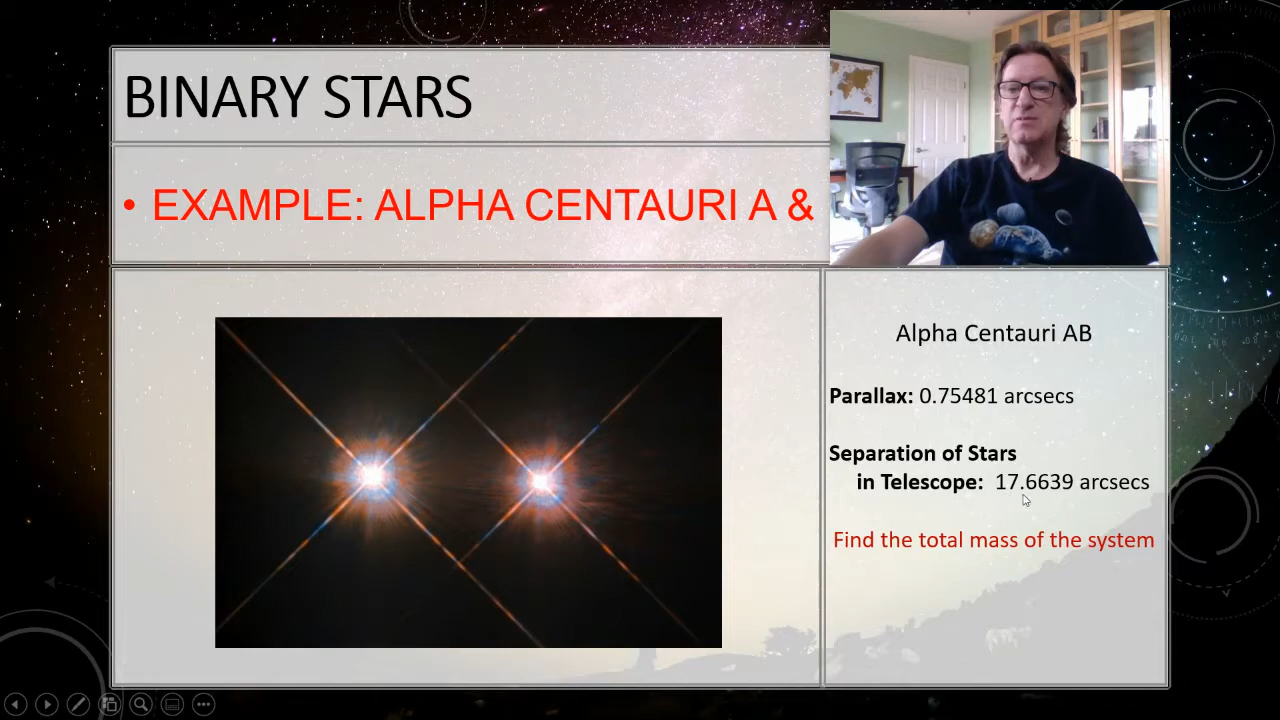 BINARY STARS
• EXAMPLE: ALPHA CENTAURI A &
Alpha Centauri AB
Parallax: 0.75481 arcsecs
Separation of Stars
in Telescope: 17.6639 arcsecs
Find the total mass of the system